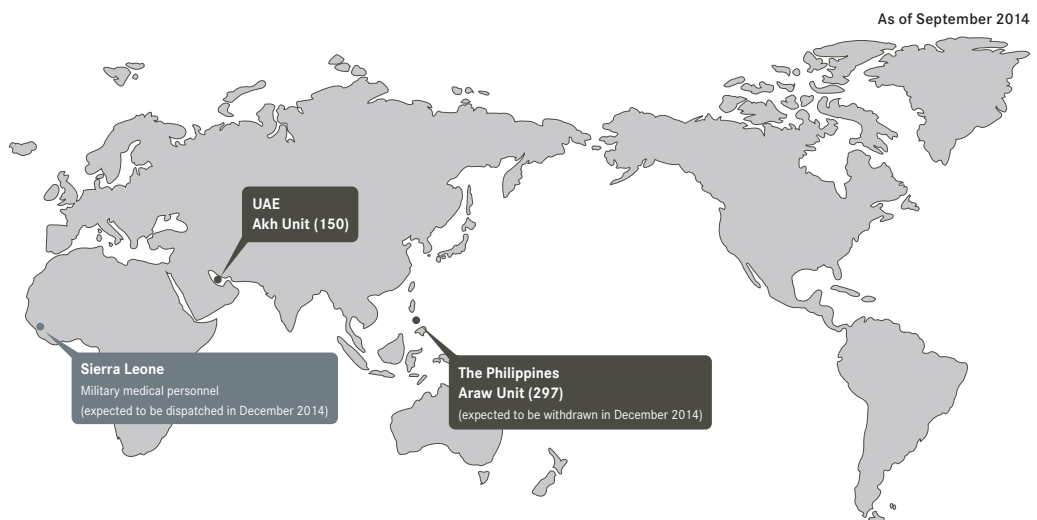 As of September 2014
UAE
Akh Unit (150)
Sierra Leone
Military medical personnel
(expected to be dispatched in December 2014)
The Philippines
Araw Unit (297)
(expected to be withdrawn in December 2014)